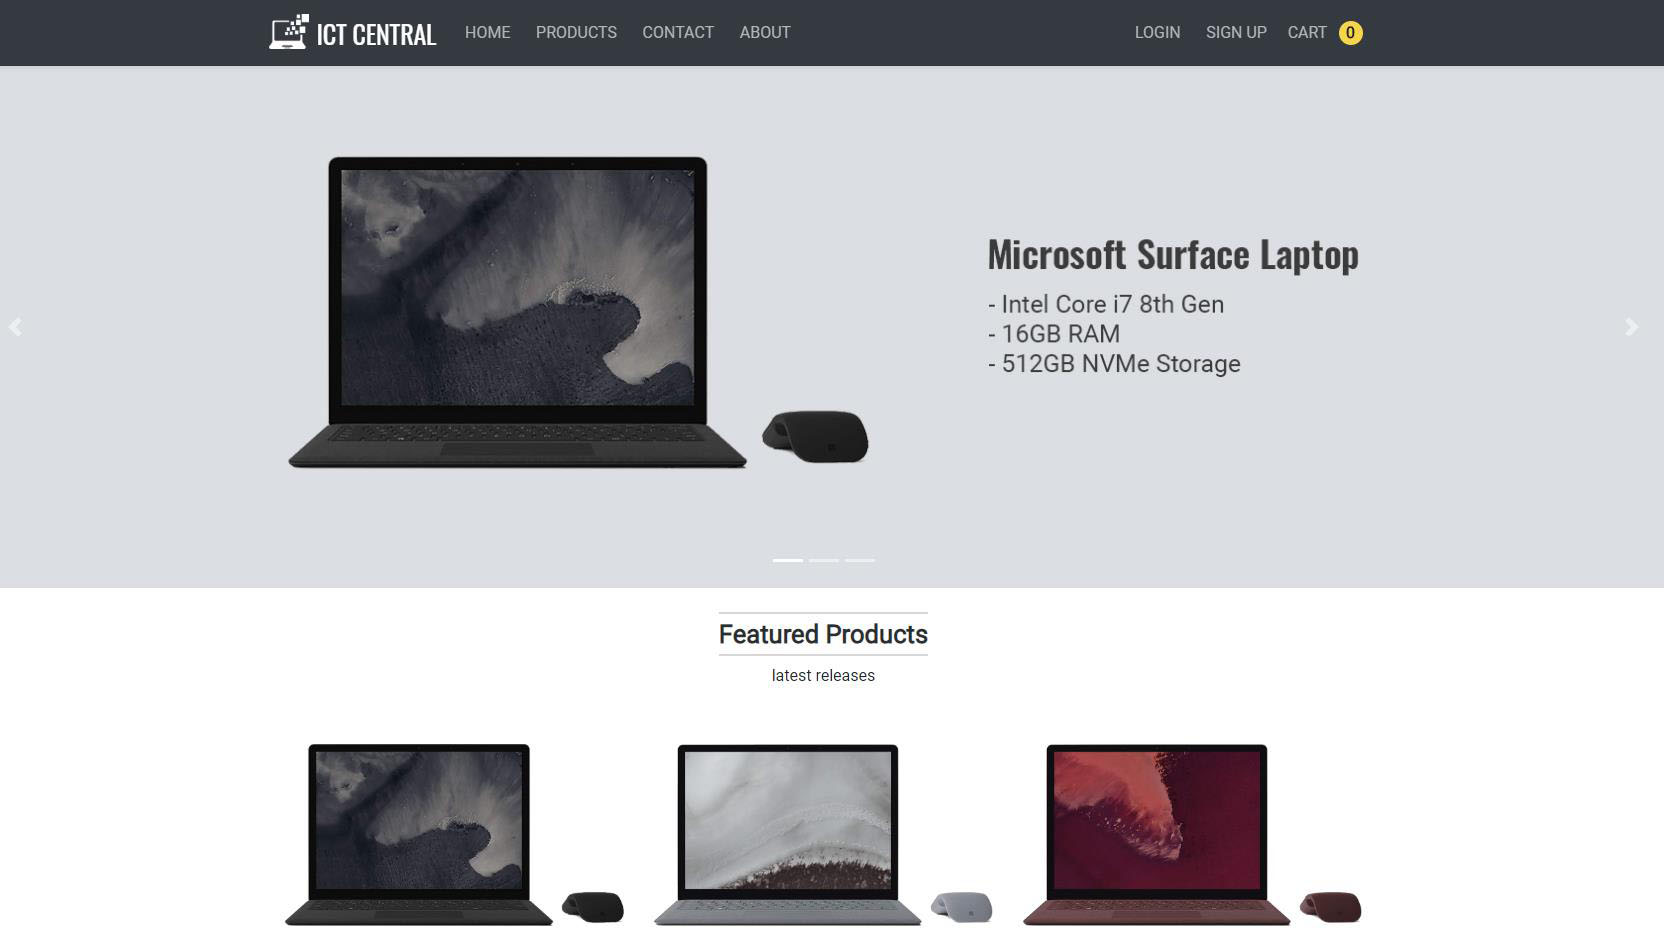 ICT CENTRAL HOME PRODUCTS CONTACT ABOUT LOGIN SIGN UP CART 0
Microsoft Surface Laptop
- Intel Core i7 8th Gen
- 16GB RAM
- 512GB NVMe Storage
Featured Products
latest releases